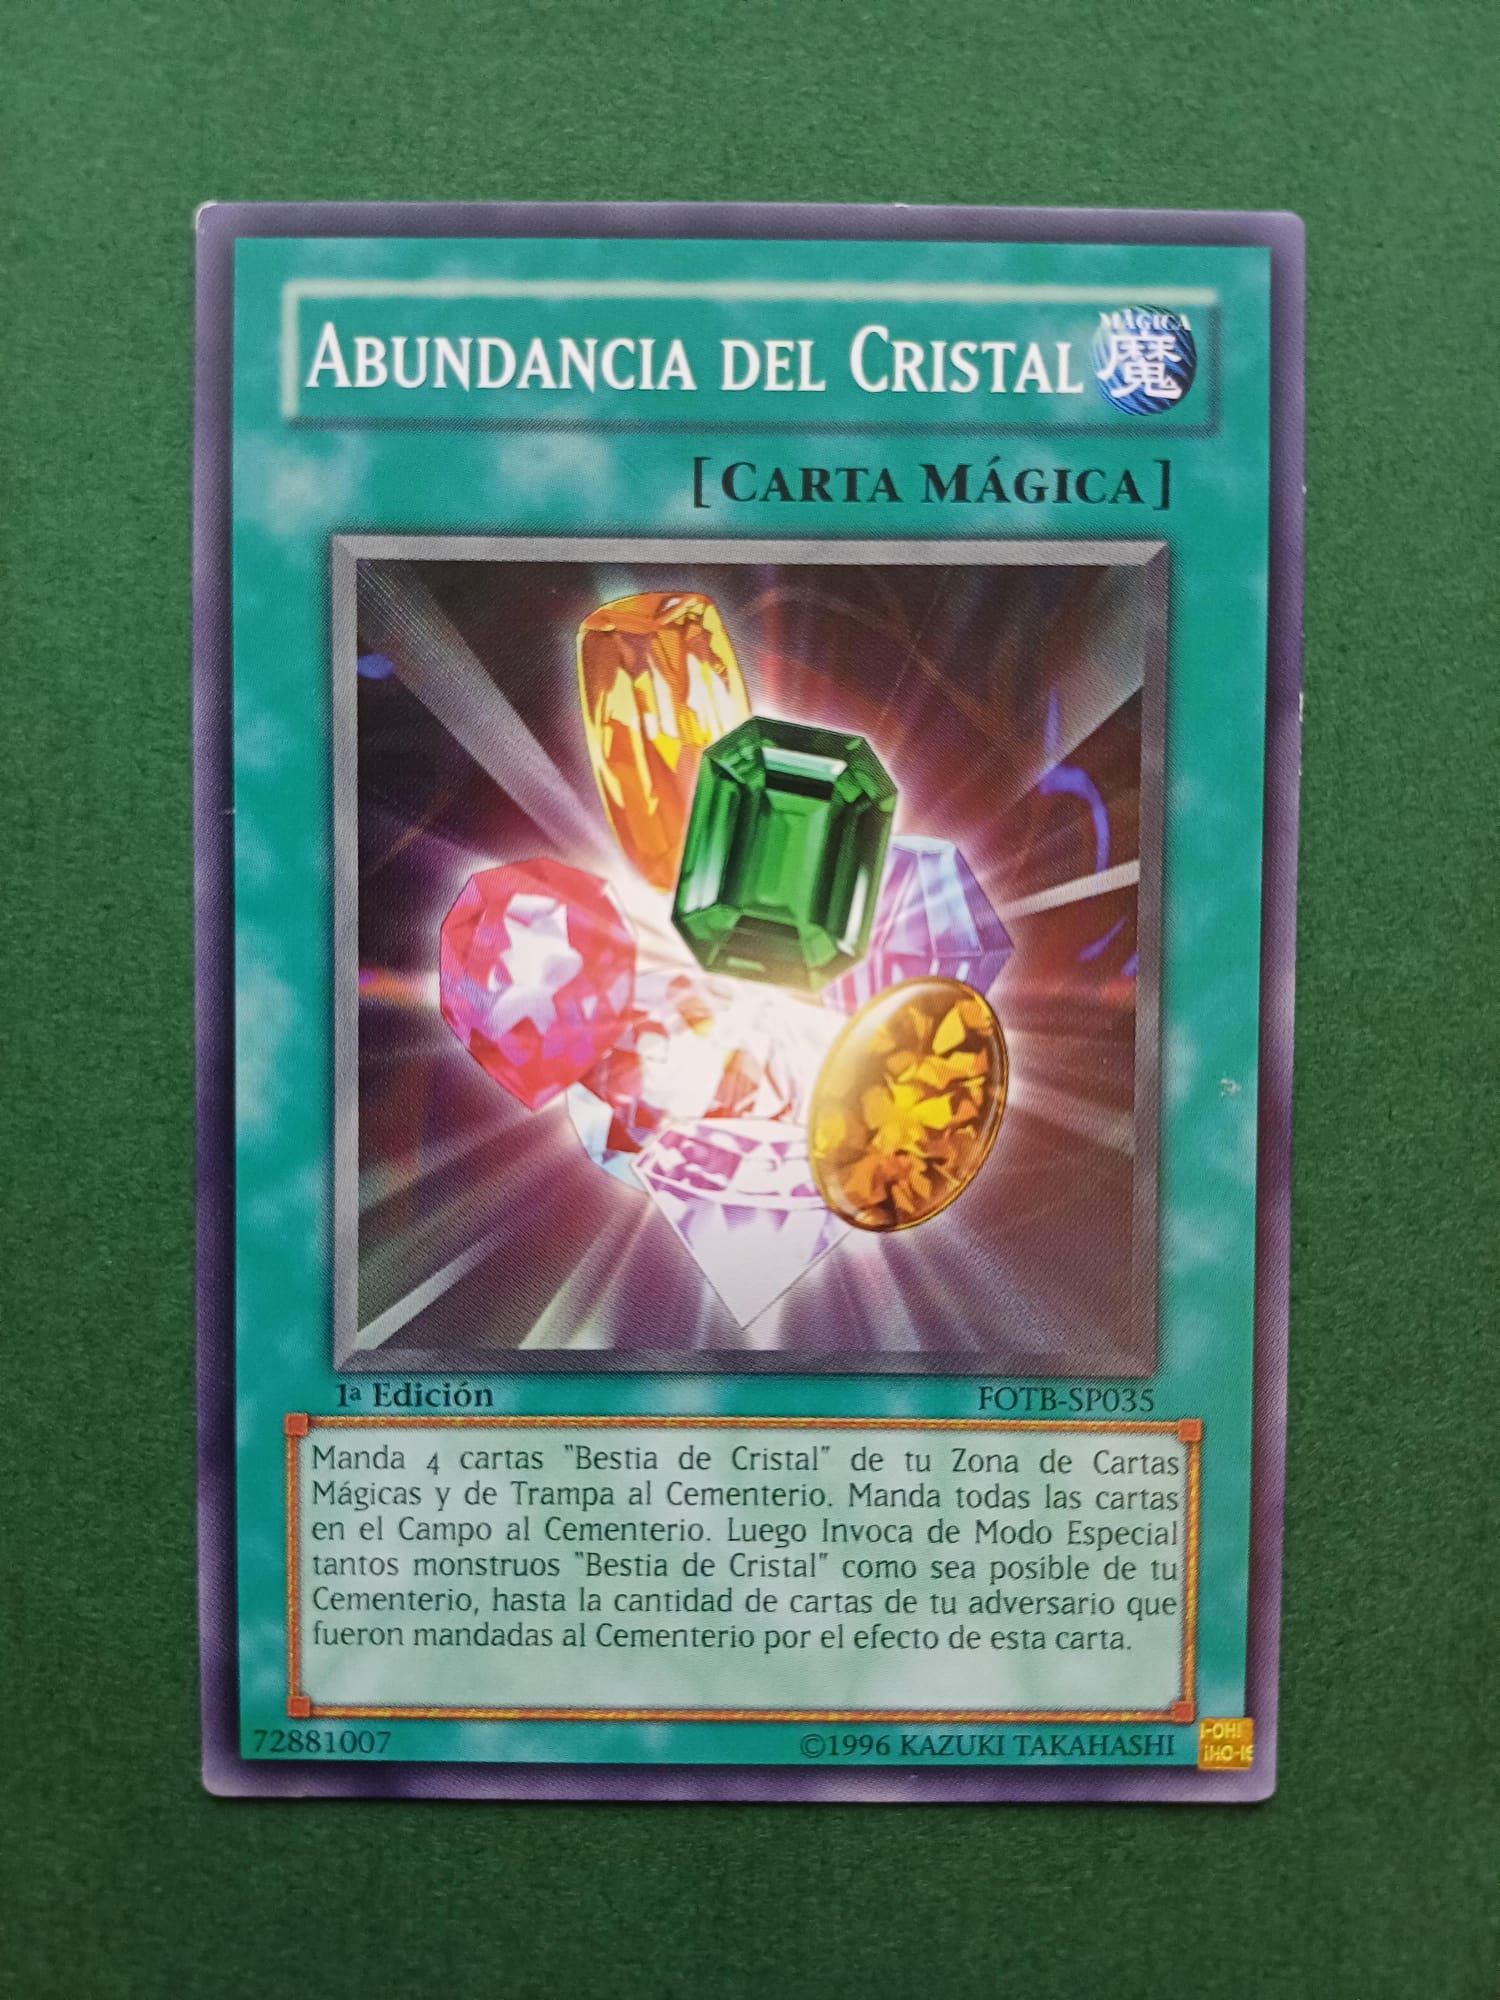 Abundancia del Cristal
MÁGICA
魔
[Carta Mágica]
1ª Edición
FOTB-SP035
Manda 4 cartas "Bestia de Cristal" de tu Zona de Cartas
Mágicas y de Trampa al Cementerio. Manda todas las cartas
en el Campo al Cementerio. Luego Invoca de Modo Especial
tantos monstruos "Bestia de Cristal" como sea posible de tu
Cementerio, hasta la cantidad de cartas de tu adversario que
fueron mandadas al Cementerio por el efecto de esta carta.
72881007
©1996 KAZUKI TAKAHASHI